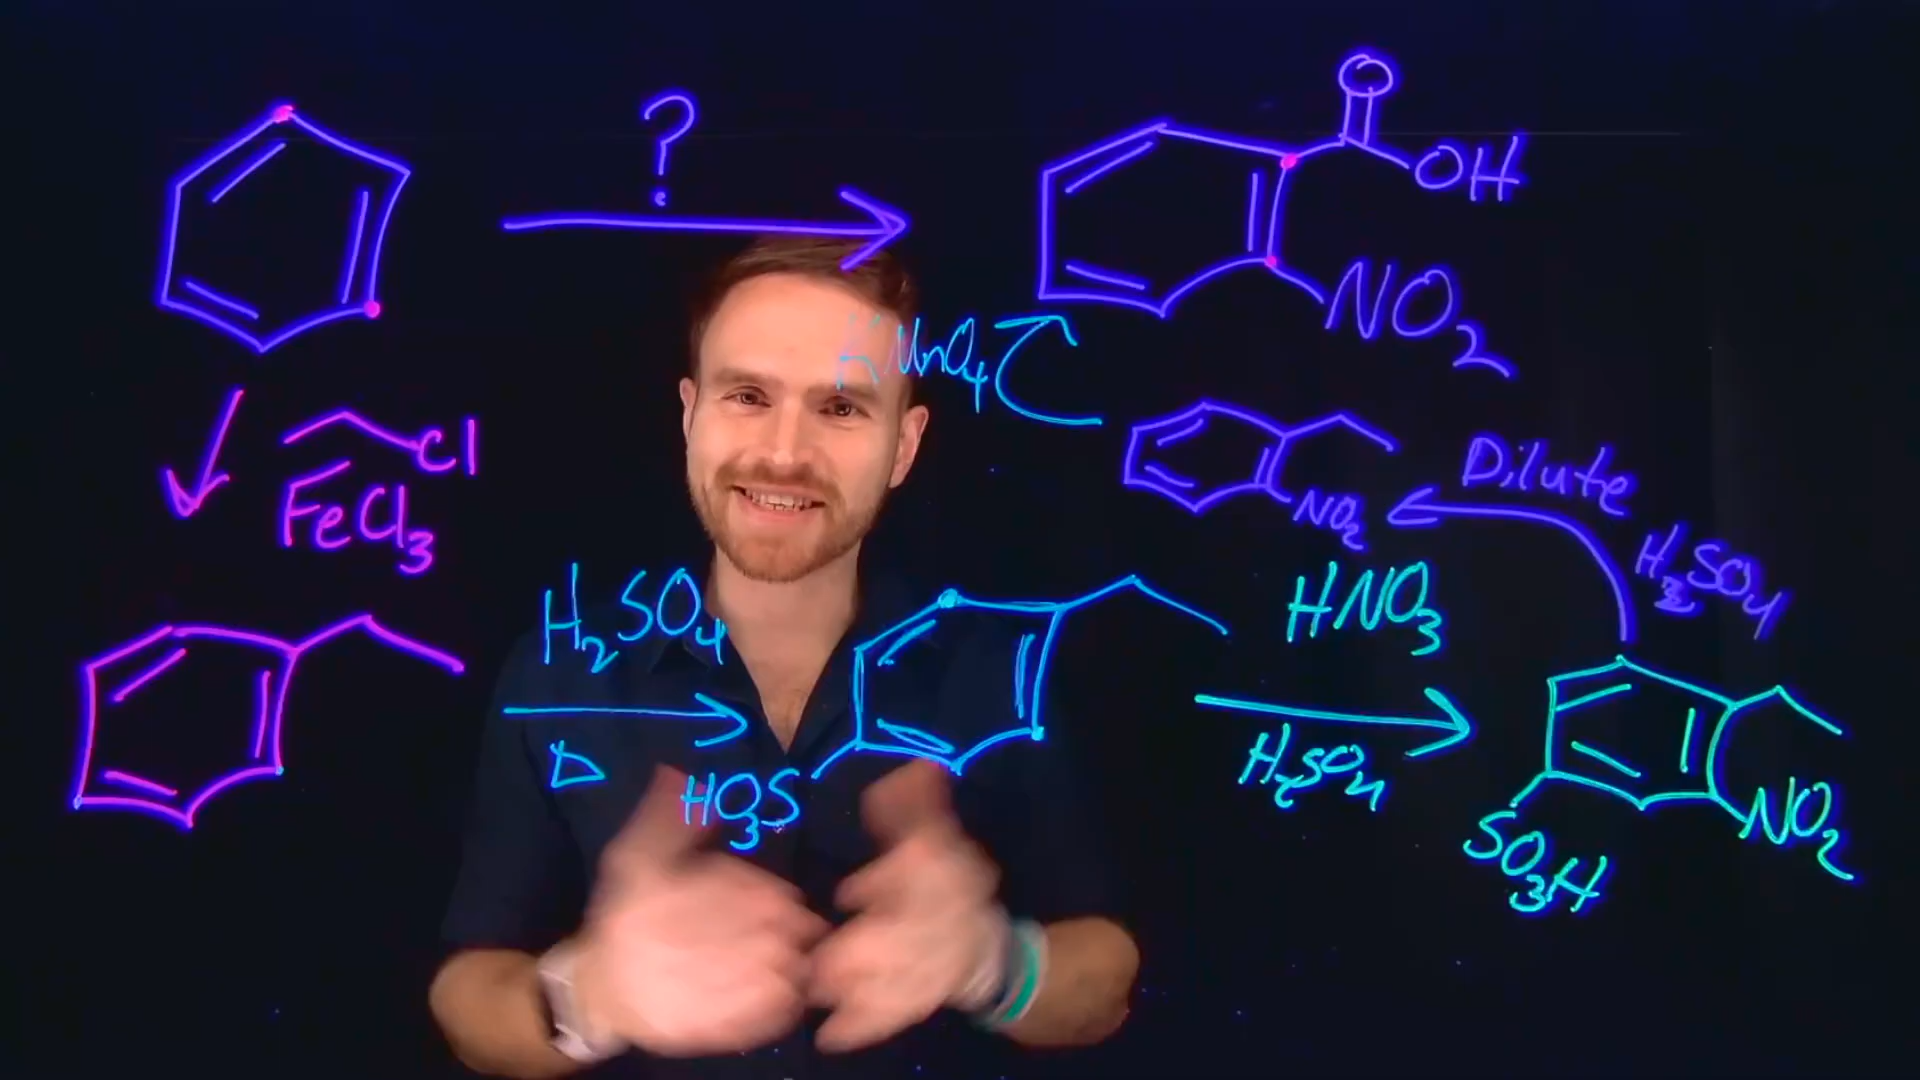 ?
O
OH
NO2
KMnO4
Cl
FeCl3
NO2
Dilute
H2SO4
H2SO4
Δ
HO3S
HNO3
H2SO4
NO2
SO3H